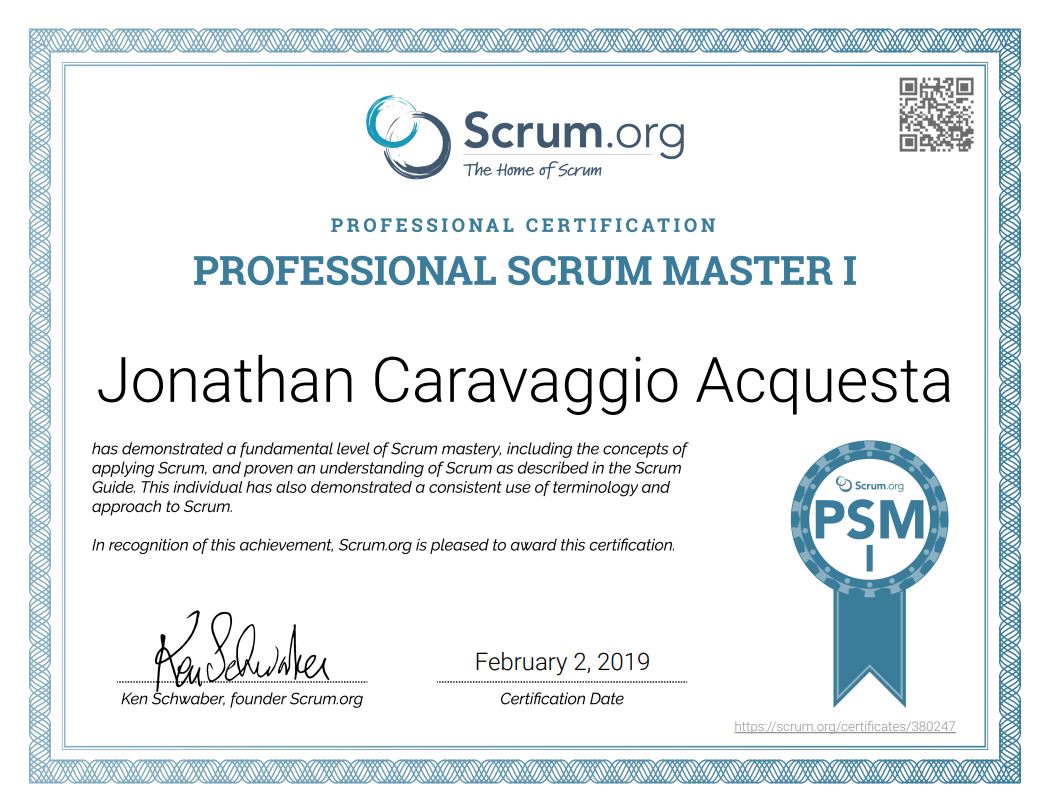 Scrum.org
The Home of Scrum
PROFESSIONAL CERTIFICATION
PROFESSIONAL SCRUM MASTER I
Jonathan Caravaggio Acquesta
has demonstrated a fundamental level of Scrum mastery, including the concepts of
applying Scrum, and proven an understanding of Scrum as described in the Scrum
Guide. This individual has also demonstrated a consistent use of terminology and
approach to Scrum.
In recognition of this achievement, Scrum.org is pleased to award this certification.
Scrum.org
PSM
I
Ken Schwaber
February 2, 2019
Ken Schwaber, founder Scrum.org
Certification Date
https://scrum.org/certificates/380247